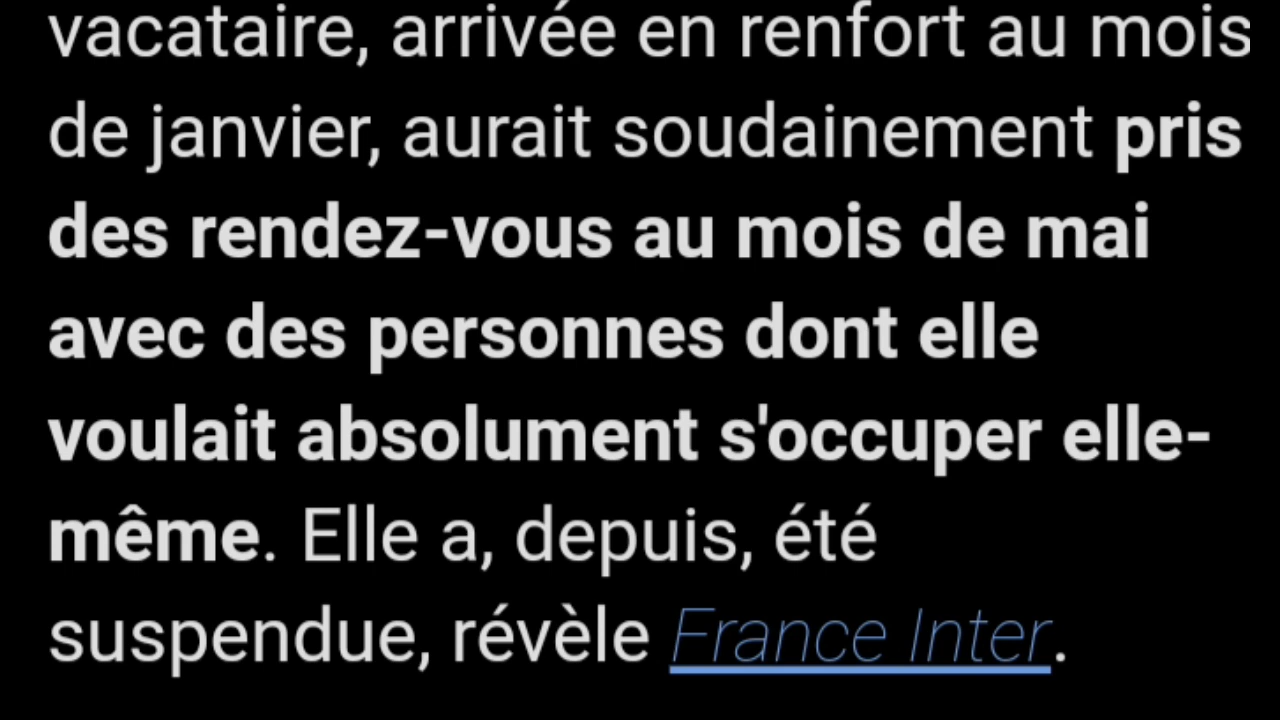 vacataire, arrivée en renfort au mois
de janvier, aurait soudainement pris
des rendez-vous au mois de mai
avec des personnes dont elle
voulait absolument s'occuper elle-
même. Elle a, depuis, été
suspendue, révèle France Inter.